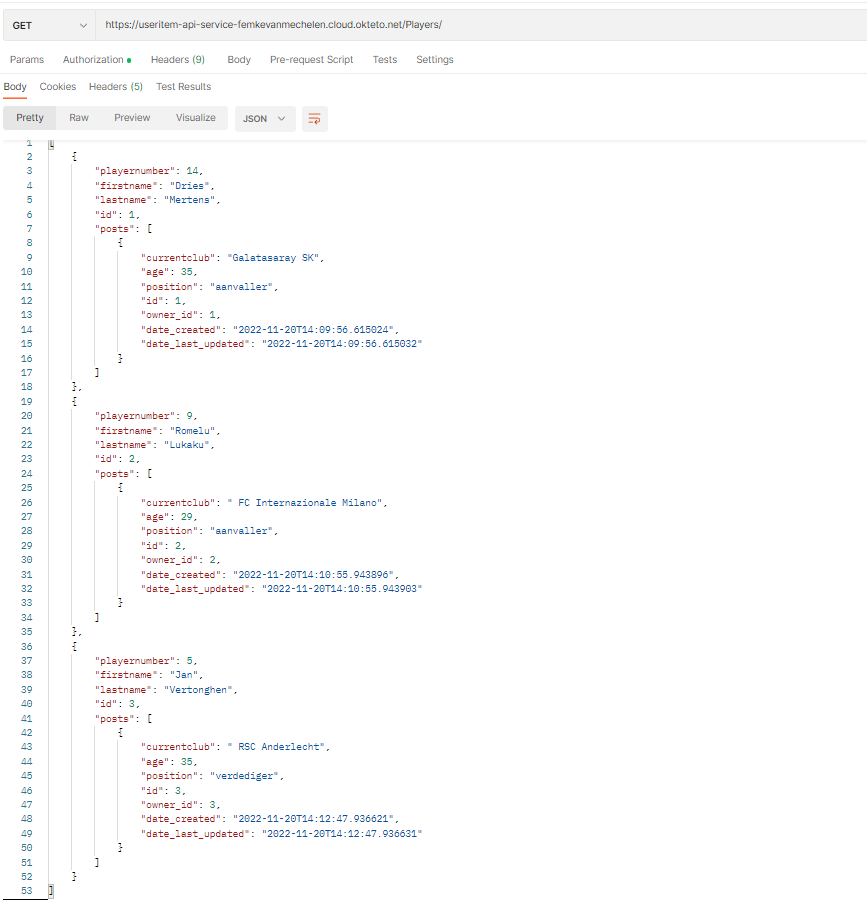 GET https://useritem-api-service-femkevanmechelen.cloud.okteto.net/Players/
Params Authorization Headers (9) Body Pre-request Script Tests Settings
Body Cookies Headers (5) Test Results
Pretty Raw Preview Visualize JSON
1 [
2 {
3 "playernumber": 14,
4 "firstname": "Dries",
5 "lastname": "Mertens",
6 "id": 1,
7 "posts": [
8 {
9 "currentclub": "Galatasaray SK",
10 "age": 35,
11 "position": "aanvaller",
12 "id": 1,
13 "owner_id": 1,
14 "date_created": "2022-11-20T14:09:56.615024",
15 "date_last_updated": "2022-11-20T14:09:56.615032"
16 }
17 ]
18 },
19 {
20 "playernumber": 9,
21 "firstname": "Romelu",
22 "lastname": "Lukaku",
23 "id": 2,
24 "posts": [
25 {
26 "currentclub": " FC Internazionale Milano",
27 "age": 29,
28 "position": "aanvaller",
29 "id": 2,
30 "owner_id": 2,
31 "date_created": "2022-11-20T14:10:55.943896",
32 "date_last_updated": "2022-11-20T14:10:55.943903"
33 }
34 ]
35 },
36 {
37 "playernumber": 5,
38 "firstname": "Jan",
39 "lastname": "Vertonghen",
40 "id": 3,
41 "posts": [
42 {
43 "currentclub": " RSC Anderlecht",
44 "age": 35,
45 "position": "verdediger",
46 "id": 3,
47 "owner_id": 3,
48 "date_created": "2022-11-20T14:12:47.936621",
49 "date_last_updated": "2022-11-20T14:12:47.936631"
50 }
51 ]
52 }
53 ]